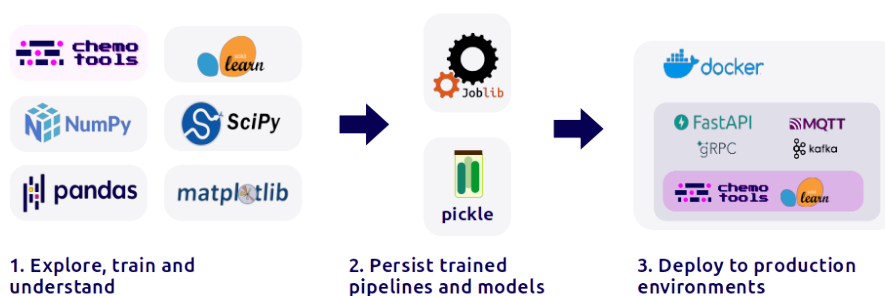 chemo
tools
learn
NumPy
SciPy
pandas
matplotlib
1. Explore, train and
understand
Joblib
pickle
2. Persist trained
pipelines and models
docker
FastAPI
MQTT
gRPC
kafka
chemo
tools
learn
3. Deploy to production
environments